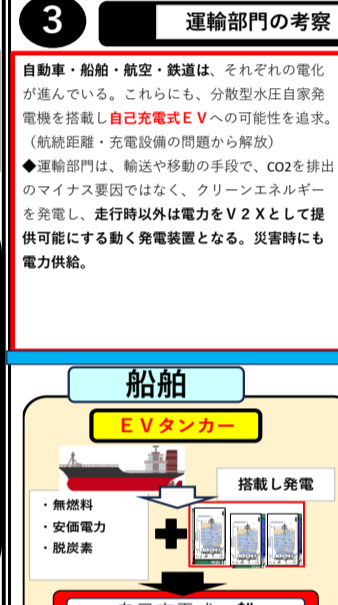 3
運輸部門の考察
自動車・船舶・航空・鉄道は、それぞれの電化
が進んでいる。これらにも、分散型水圧自家発
電機を搭載し自己充電式ＥＶへの可能性を追求。
（航続距離・充電設備の問題から解放）
◆運輸部門は、輸送や移動の手段で、CO2を排出
のマイナス要因ではなく、クリーンエネルギー
を発電し、走行時以外は電力をＶ２Ｘとして提
供可能にする動く発電装置となる。災害時にも
電力供給。
船舶
ＥＶタンカー
搭載し発電
・無燃料
・安価電力
・脱炭素